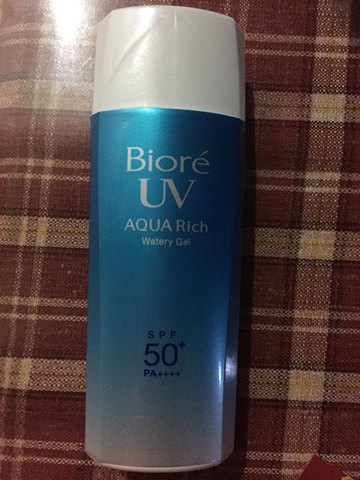 Bioré
UV
AQUA Rich
Watery Gel
SPF
50+
PA++++